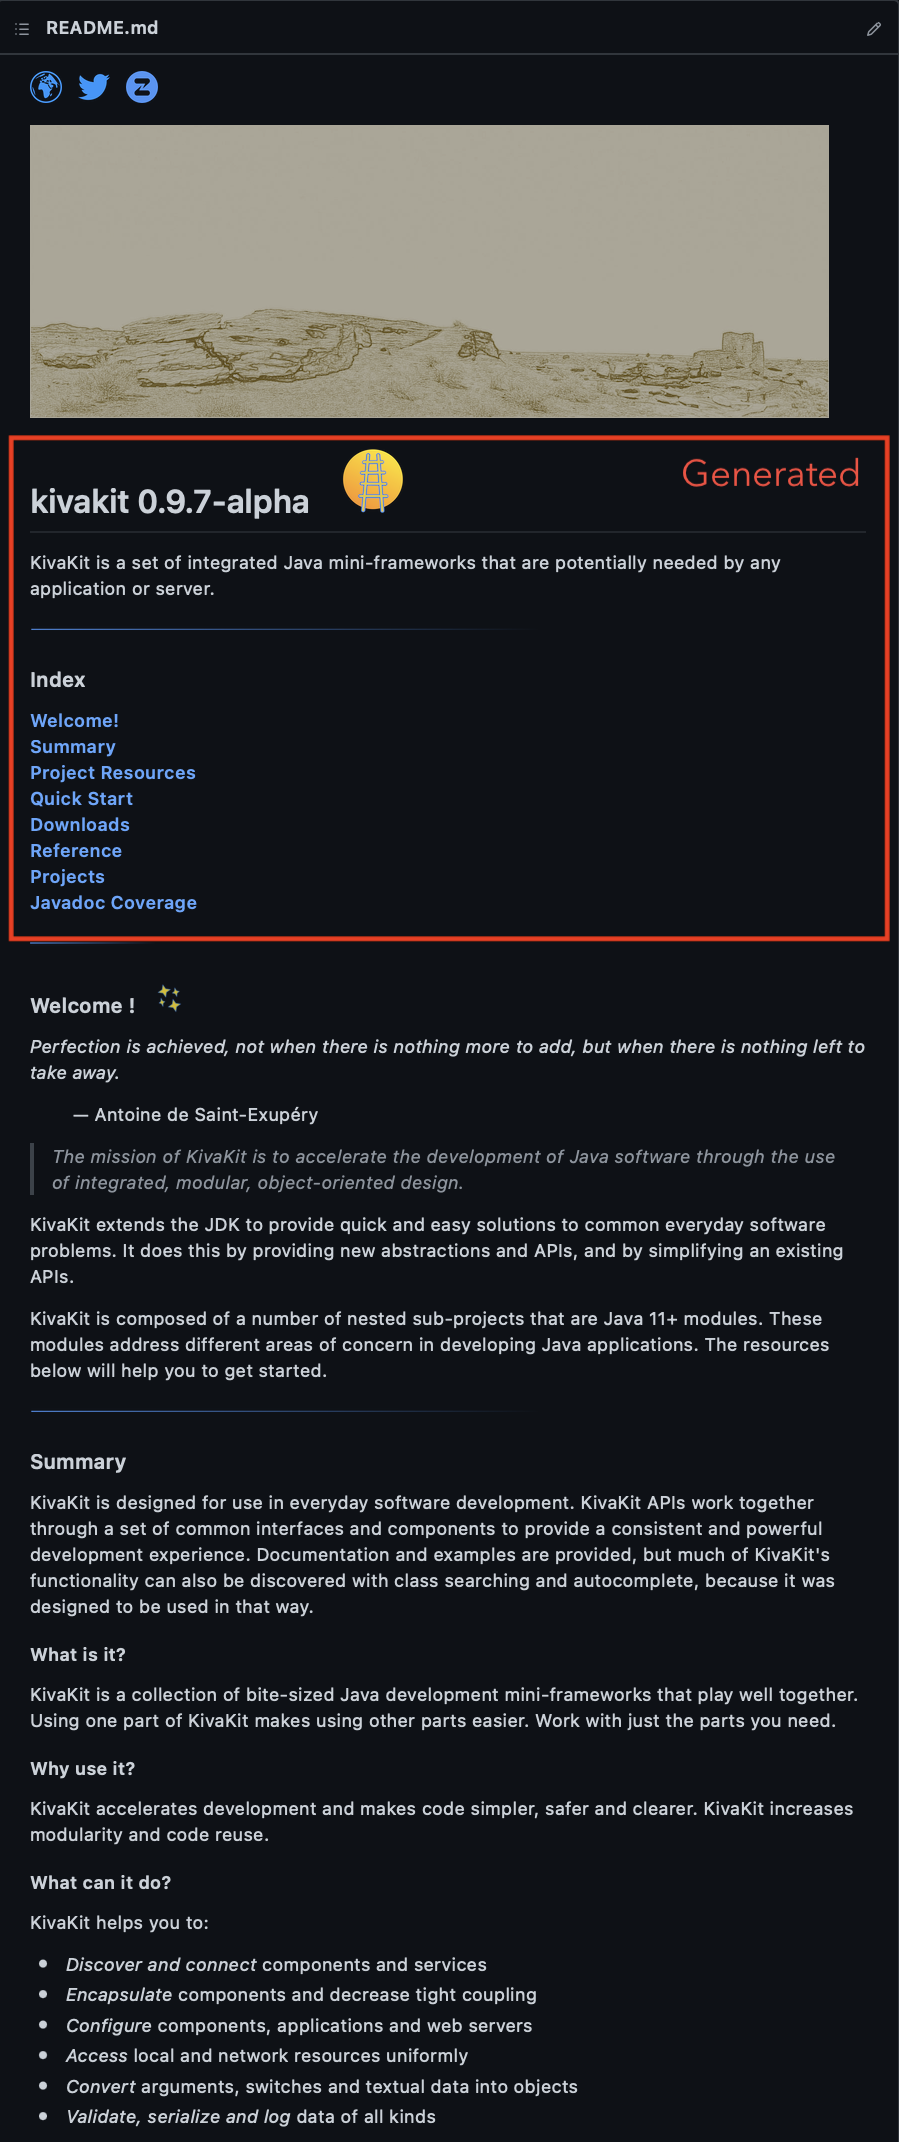 README.md
Generated
kivakit 0.9.7-alpha
KivaKit is a set of integrated Java mini-frameworks that are potentially needed by any
application or server.
Index
Welcome!
Summary
Project Resources
Quick Start
Downloads
Reference
Projects
Javadoc Coverage
Welcome !
Perfection is achieved, not when there is nothing more to add, but when there is nothing left to
take away.
— Antoine de Saint-Exupéry
The mission of KivaKit is to accelerate the development of Java software through the use
of integrated, modular, object-oriented design.
KivaKit extends the JDK to provide quick and easy solutions to common everyday software
problems. It does this by providing new abstractions and APIs, and by simplifying an existing
APIs.
KivaKit is composed of a number of nested sub-projects that are Java 11+ modules. These
modules address different areas of concern in developing Java applications. The resources
below will help you to get started.
Summary
KivaKit is designed for use in everyday software development. KivaKit APIs work together
through a set of common interfaces and components to provide a consistent and powerful
development experience. Documentation and examples are provided, but much of KivaKit's
functionality can also be discovered with class searching and autocomplete, because it was
designed to be used in that way.
What is it?
KivaKit is a collection of bite-sized Java development mini-frameworks that play well together.
Using one part of KivaKit makes using other parts easier. Work with just the parts you need.
Why use it?
KivaKit accelerates development and makes code simpler, safer and clearer. KivaKit increases
modularity and code reuse.
What can it do?
KivaKit helps you to:
• Discover and connect components and services
• Encapsulate components and decrease tight coupling
• Configure components, applications and web servers
• Access local and network resources uniformly
• Convert arguments, switches and textual data into objects
• Validate, serialize and log data of all kinds